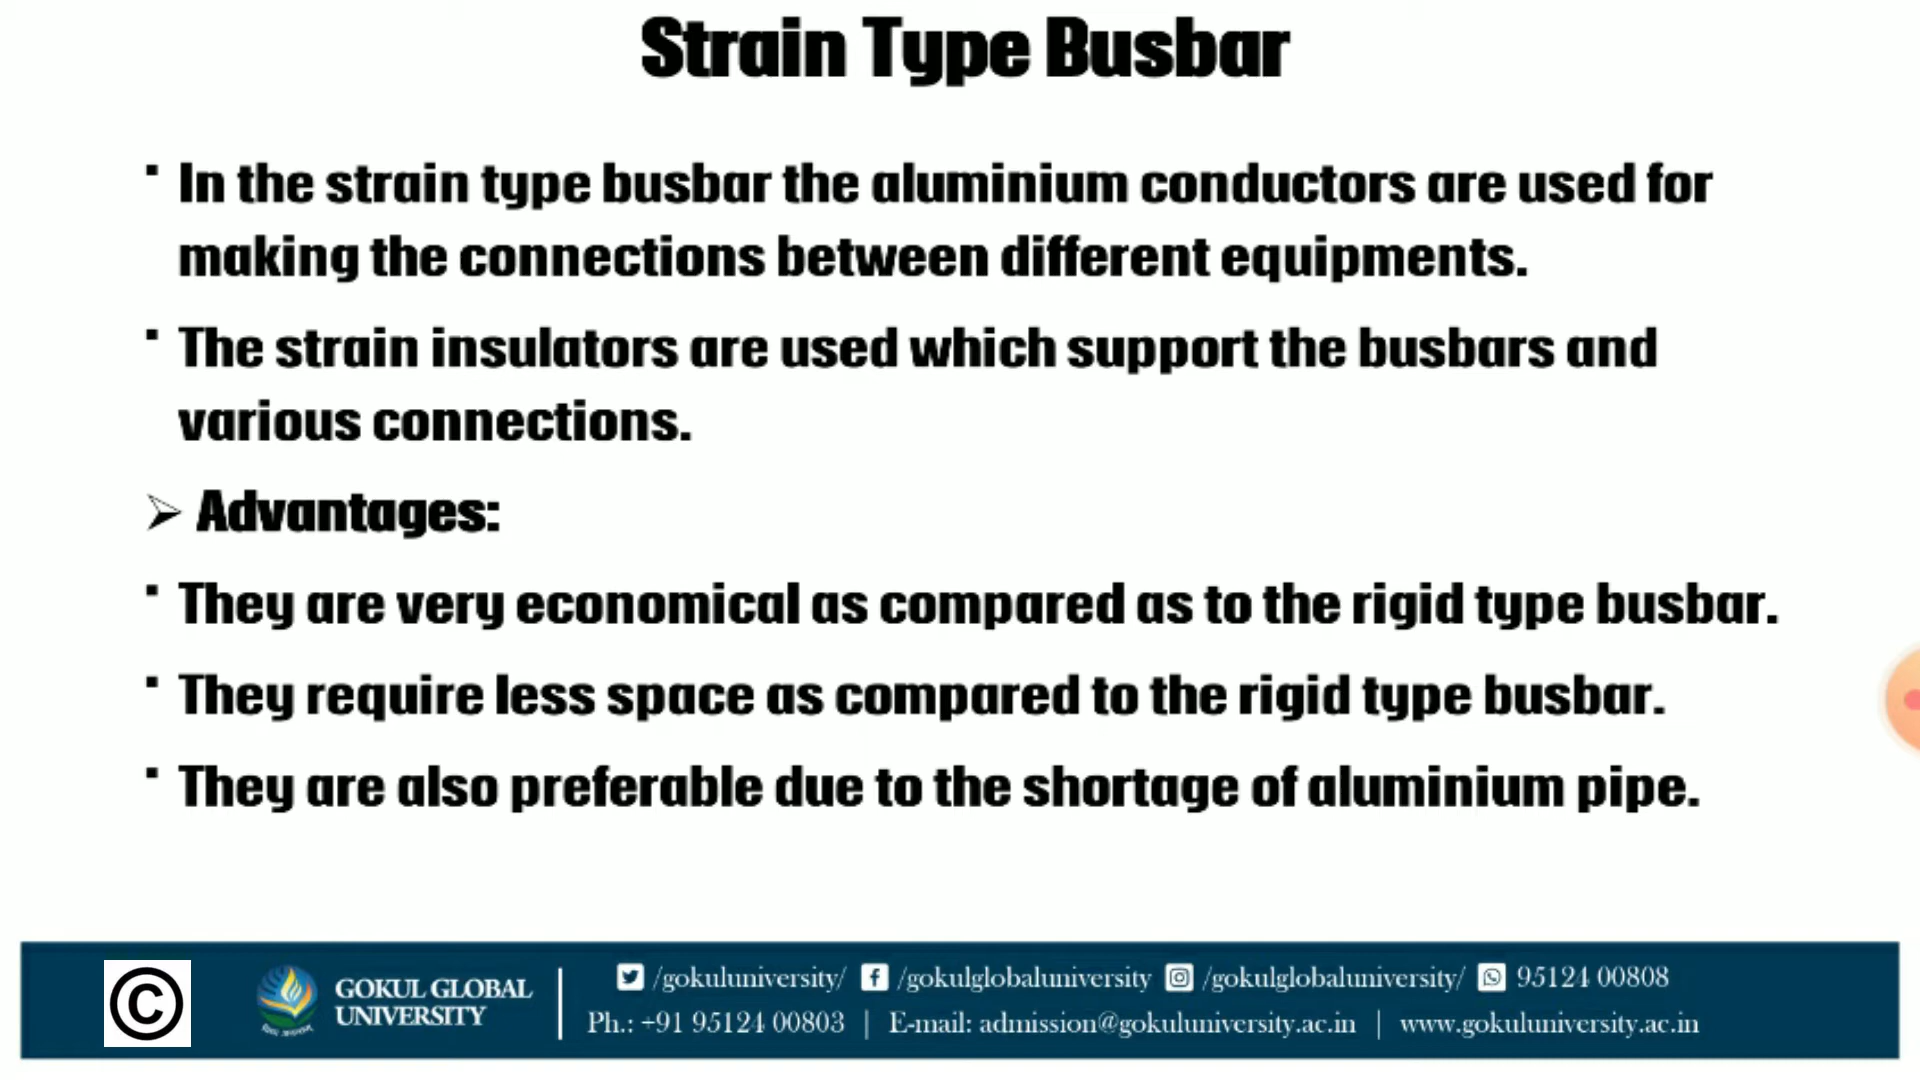 Strain Type Busbar
▪ In the strain type busbar the aluminium conductors are used for
making the connections between different equipments.
▪ The strain insulators are used which support the busbars and
various connections.
➢ Advantages:
▪ They are very economical as compared as to the rigid type busbar.
▪ They require less space as compared to the rigid type busbar.
▪ They are also preferable due to the shortage of aluminium pipe.
©
GOKUL GLOBAL
UNIVERSITY
/gokuluniversity/ /gokulglobaluniversity /gokulglobaluniversity/ 95124 00808
Ph.: +91 95124 00803 | E-mail: admission@gokuluniversity.ac.in | www.gokuluniversity.ac.in